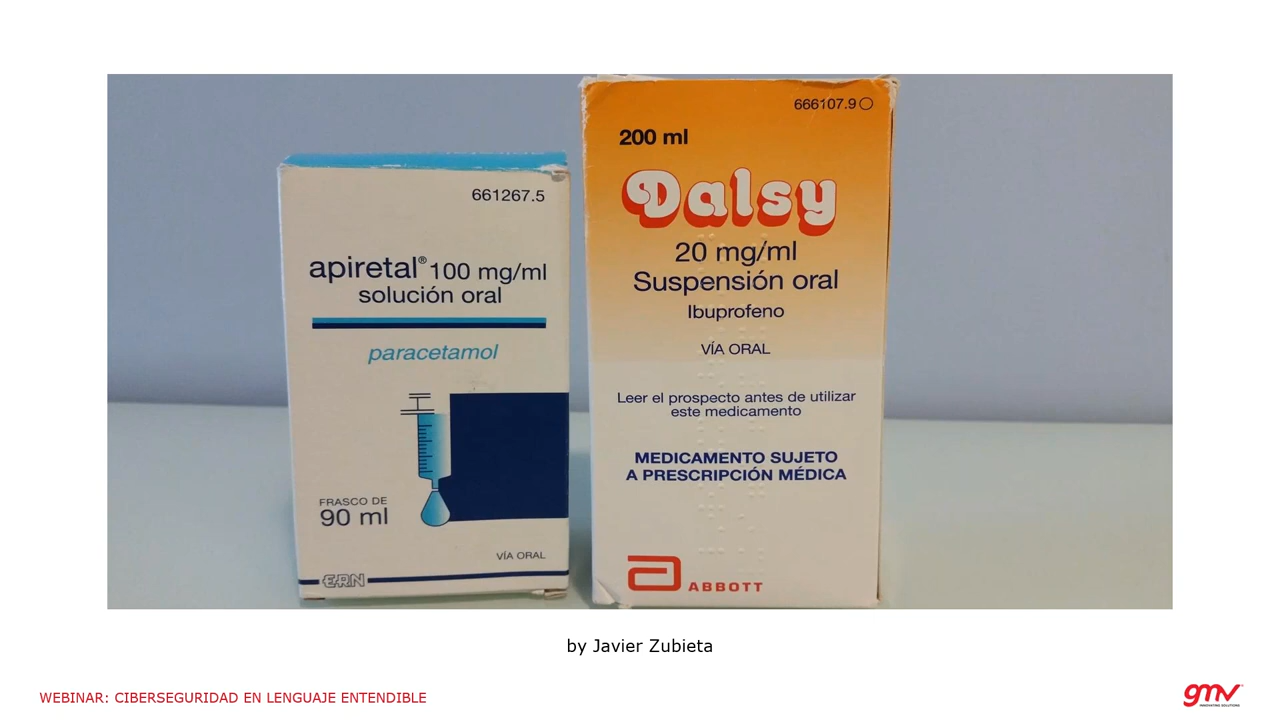 661267.5
apiretal® 100 mg/ml
solución oral
paracetamol
FRASCO DE
90 ml
VÍA ORAL
ERN
666107.9
200 ml
Dalsy
20 mg/ml
Suspensión oral
Ibuprofeno
VÍA ORAL
Leer el prospecto antes de utilizar
este medicamento
MEDICAMENTO SUJETO
A PRESCRIPCIÓN MÉDICA
ABBOTT
by Javier Zubieta
WEBINAR: CIBERSEGURIDAD EN LENGUAJE ENTENDIBLE
gmv
INNOVATING SOLUTIONS